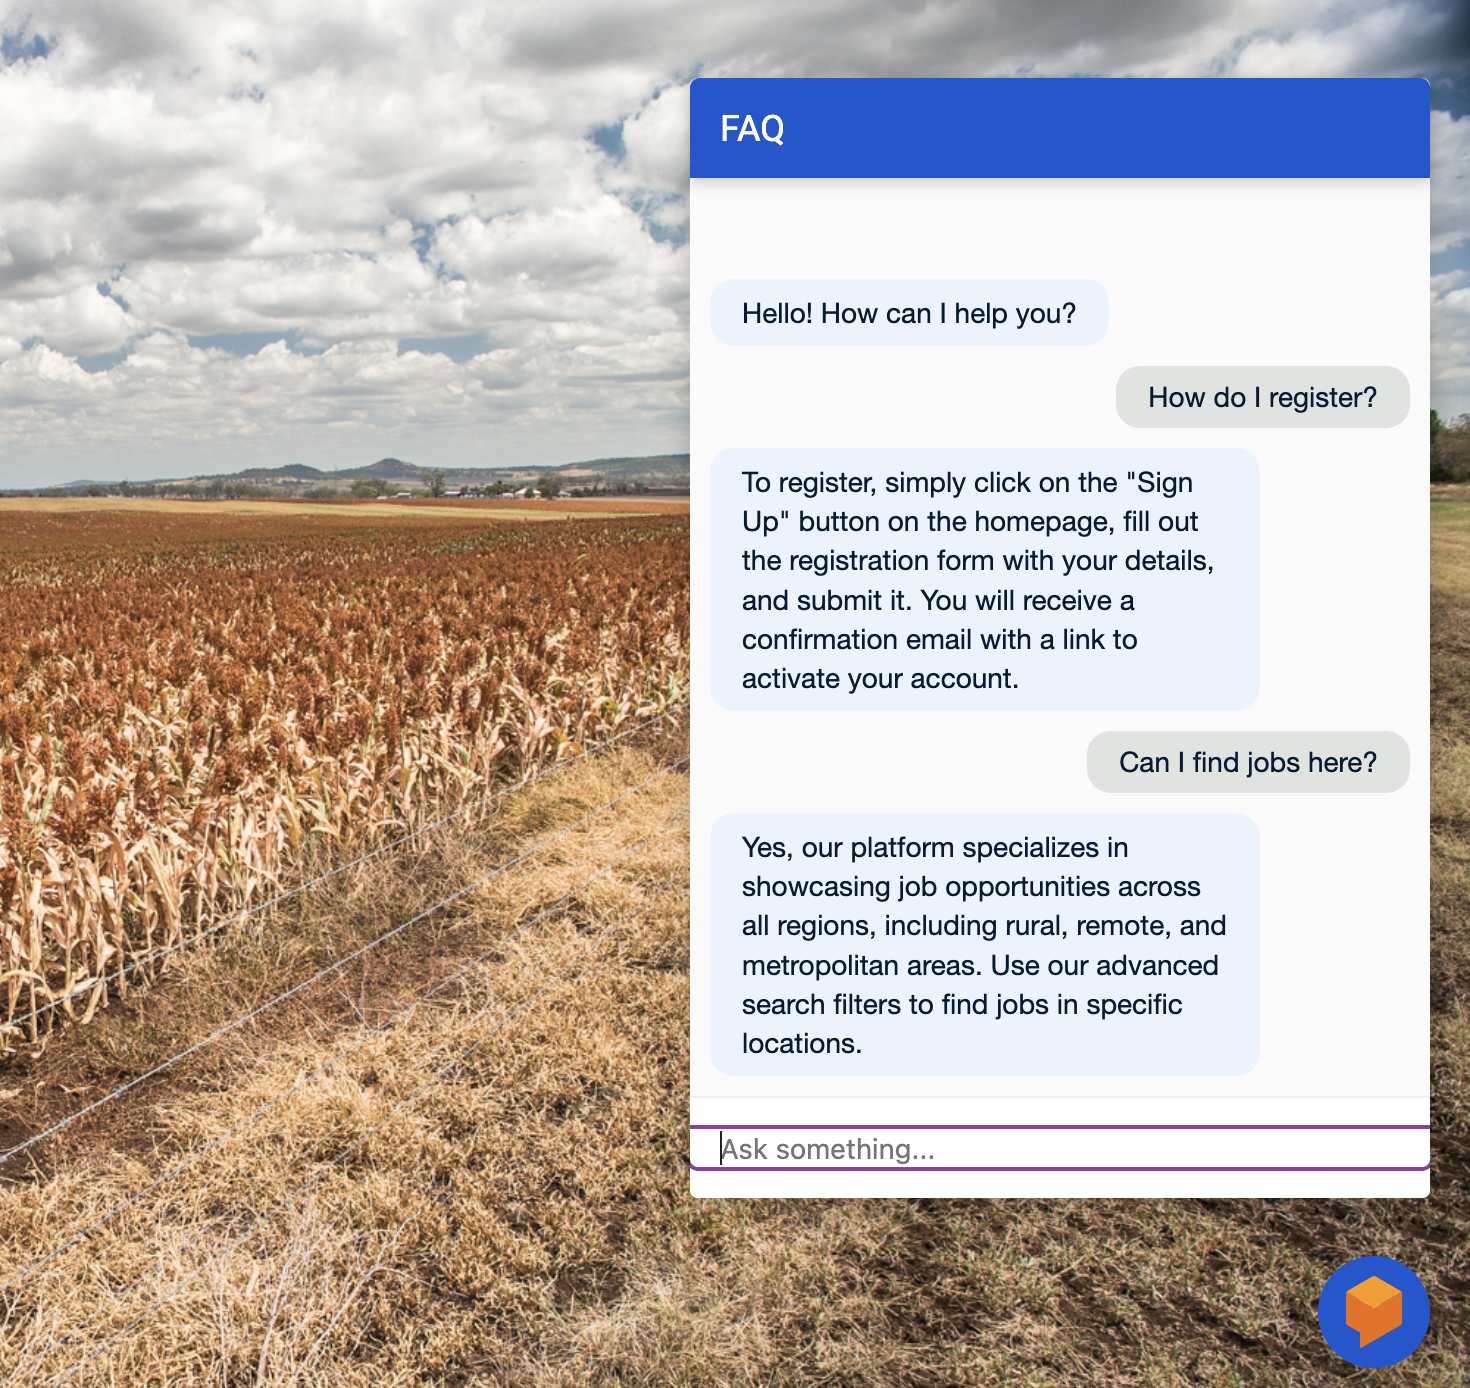 FAQ
Hello! How can I help you?
How do I register?
To register, simply click on the "Sign
Up" button on the homepage, fill out
the registration form with your details,
and submit it. You will receive a
confirmation email with a link to
activate your account.
Can I find jobs here?
Yes, our platform specializes in
showcasing job opportunities across
all regions, including rural, remote, and
metropolitan areas. Use our advanced
search filters to find jobs in specific
locations.
Ask something...